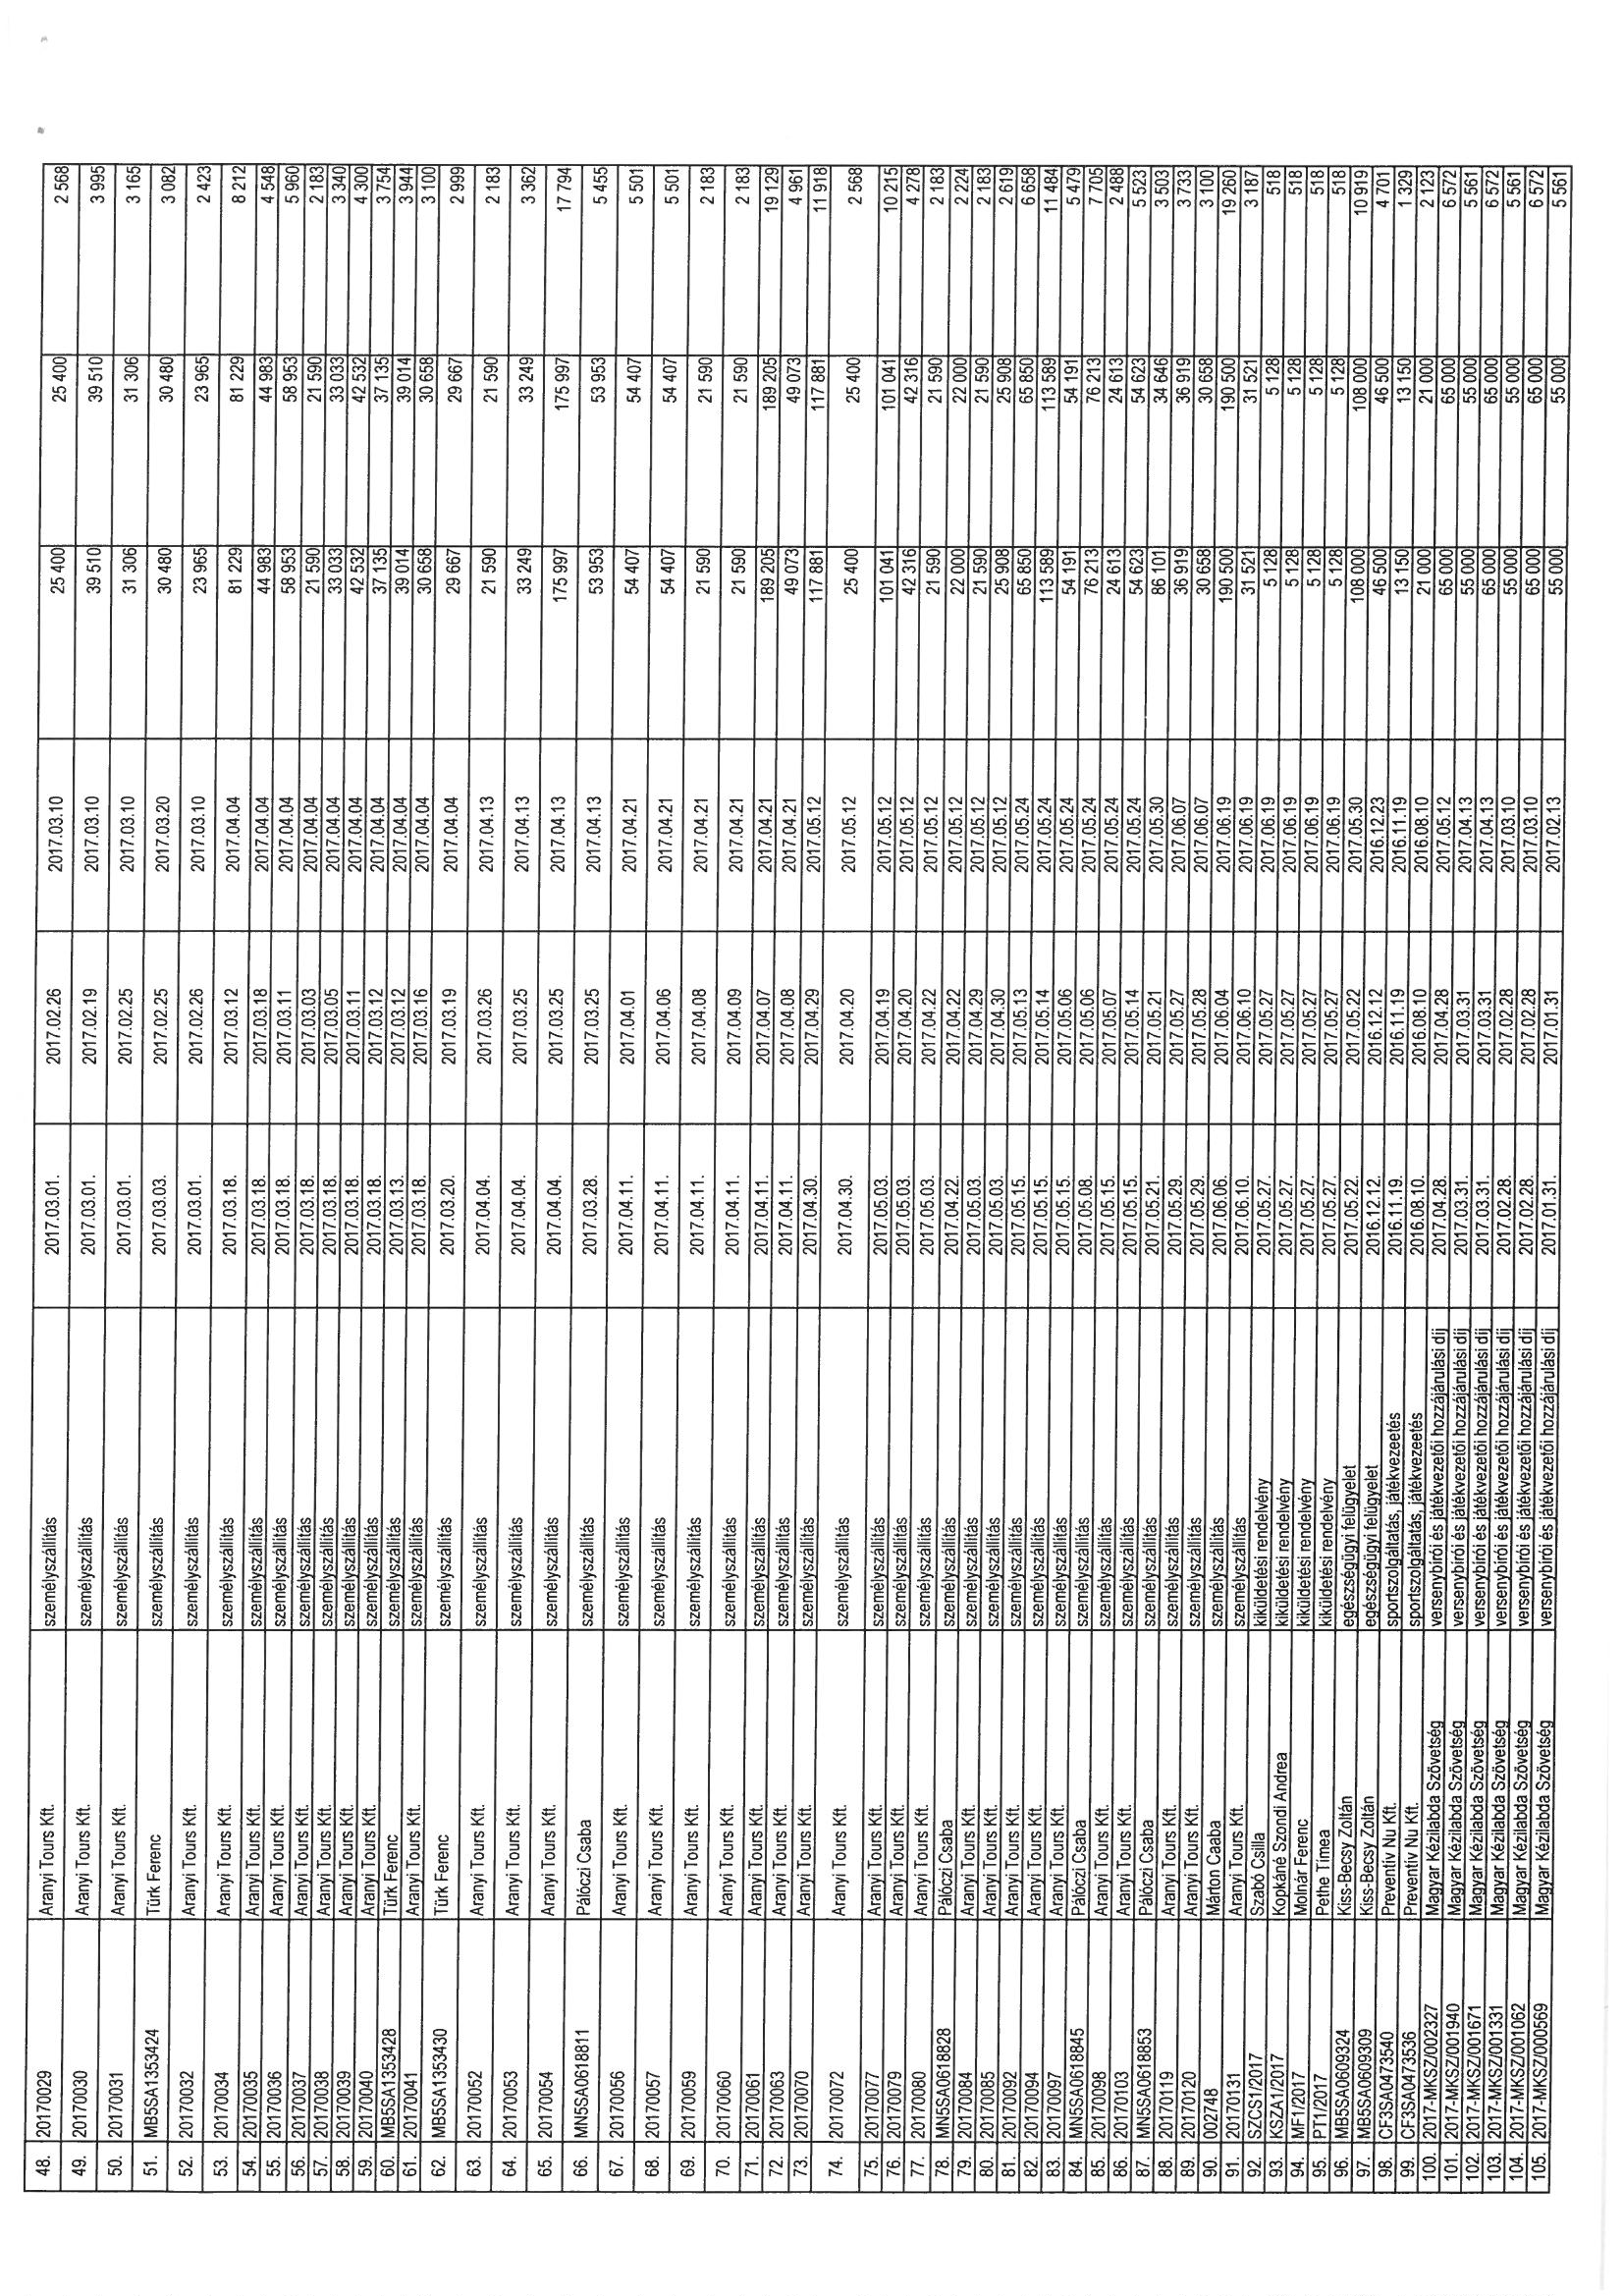 48. 20170029 Aranyi Tours Kft. személyszállítás 2017.03.01. 2017.02.26 2017.03.10 25 400 25 400 2 568
49. 20170030 Aranyi Tours Kft. személyszállítás 2017.03.01. 2017.02.19 2017.03.10 39 510 39 510 3 995
50. 20170031 Aranyi Tours Kft. személyszállítás 2017.03.01. 2017.02.25 2017.03.10 31 306 31 306 3 165
51. MB5SA1353424 Türk Ferenc személyszállítás 2017.03.03. 2017.02.25 2017.03.20 30 480 30 480 3 082
52. 20170032 Aranyi Tours Kft. személyszállítás 2017.03.01. 2017.02.26 2017.03.10 23 965 23 965 2 423
53. 20170034 Aranyi Tours Kft. személyszállítás 2017.03.18. 2017.03.12 2017.04.04 81 229 81 229 8 212
54. 20170035 Aranyi Tours Kft. személyszállítás 2017.03.18. 2017.03.18 2017.04.04 44 983 44 983 4 548
55. 20170036 Aranyi Tours Kft. személyszállítás 2017.03.18. 2017.03.11 2017.04.04 58 953 58 953 5 960
56. 20170037 Aranyi Tours Kft. személyszállítás 2017.03.18. 2017.03.03 2017.04.04 21 590 21 590 2 183
57. 20170038 Aranyi Tours Kft. személyszállítás 2017.03.18. 2017.03.05 2017.04.04 33 033 33 033 3 340
58. 20170039 Aranyi Tours Kft. személyszállítás 2017.03.18. 2017.03.11 2017.04.04 42 532 42 532 4 300
59. 20170040 Aranyi Tours Kft. személyszállítás 2017.03.18. 2017.03.12 2017.04.04 37 135 37 135 3 754
60. MB5SA1353428 Türk Ferenc személyszállítás 2017.03.13. 2017.03.12 2017.04.04 39 014 39 014 3 944
61. 20170041 Aranyi Tours Kft. személyszállítás 2017.03.18. 2017.03.16 2017.04.04 30 658 30 658 3 100
62. MB5SA1353430 Türk Ferenc személyszállítás 2017.03.20. 2017.03.19 2017.04.04 29 667 29 667 2 999
63. 20170052 Aranyi Tours Kft. személyszállítás 2017.04.04. 2017.03.26 2017.04.13 21 590 21 590 2 183
64. 20170053 Aranyi Tours Kft. személyszállítás 2017.04.04. 2017.03.25 2017.04.13 33 249 33 249 3 362
65. 20170054 Aranyi Tours Kft. személyszállítás 2017.04.04. 2017.03.25 2017.04.13 175 997 175 997 17 794
66. MN5SA0618811 Pálóczi Csaba személyszállítás 2017.03.28. 2017.03.25 2017.04.13 53 953 53 953 5 455
67. 20170056 Aranyi Tours Kft. személyszállítás 2017.04.11. 2017.04.01 2017.04.21 54 407 54 407 5 501
68. 20170057 Aranyi Tours Kft. személyszállítás 2017.04.11. 2017.04.06 2017.04.21 54 407 54 407 5 501
69. 20170059 Aranyi Tours Kft. személyszállítás 2017.04.11. 2017.04.08 2017.04.21 21 590 21 590 2 183
70. 20170060 Aranyi Tours Kft. személyszállítás 2017.04.11. 2017.04.09 2017.04.21 21 590 21 590 2 183
71. 20170061 Aranyi Tours Kft. személyszállítás 2017.04.11. 2017.04.07 2017.04.21 189 205 189 205 19 129
72. 20170063 Aranyi Tours Kft. személyszállítás 2017.04.11. 2017.04.08 2017.04.21 49 073 49 073 4 961
73. 20170070 Aranyi Tours Kft. személyszállítás 2017.04.30. 2017.04.29 2017.05.12 117 881 117 881 11 918
74. 20170072 Aranyi Tours Kft. személyszállítás 2017.04.30. 2017.04.20 2017.05.12 25 400 25 400 2 568
75. 20170077 Aranyi Tours Kft. személyszállítás 2017.05.03. 2017.04.19 2017.05.12 101 041 101 041 10 215
76. 20170079 Aranyi Tours Kft. személyszállítás 2017.05.03. 2017.04.20 2017.05.12 42 316 42 316 4 278
77. 20170080 Aranyi Tours Kft. személyszállítás 2017.05.03. 2017.04.22 2017.05.12 21 590 21 590 2 183
78. MN5SA0618828 Pálóczi Csaba személyszállítás 2017.04.22. 2017.04.22 2017.05.12 22 000 22 000 2 224
79. 20170084 Aranyi Tours Kft. személyszállítás 2017.05.03. 2017.04.29 2017.05.12 21 590 21 590 2 183
80. 20170085 Aranyi Tours Kft. személyszállítás 2017.05.03. 2017.04.30 2017.05.12 25 908 25 908 2 619
81. 20170092 Aranyi Tours Kft. személyszállítás 2017.05.15. 2017.05.13 2017.05.24 65 850 65 850 6 658
82. 20170094 Aranyi Tours Kft. személyszállítás 2017.05.15. 2017.05.14 2017.05.24 113 589 113 589 11 484
83. 20170097 Aranyi Tours Kft. személyszállítás 2017.05.15. 2017.05.06 2017.05.24 54 191 54 191 5 479
84. MN5SA0618845 Pálóczi Csaba személyszállítás 2017.05.08. 2017.05.06 2017.05.24 76 213 76 213 7 705
85. 20170098 Aranyi Tours Kft. személyszállítás 2017.05.15. 2017.05.07 2017.05.24 24 613 24 613 2 488
86. 20170103 Aranyi Tours Kft. személyszállítás 2017.05.15. 2017.05.14 2017.05.24 54 623 54 623 5 523
87. MN5SA0618853 Pálóczi Csaba személyszállítás 2017.05.21. 2017.05.21 2017.05.30 86 101 34 646 3 503
88. 20170119 Aranyi Tours Kft. személyszállítás 2017.05.29. 2017.05.27 2017.06.07 36 919 36 919 3 733
89. 20170120 Aranyi Tours Kft. személyszállítás 2017.05.29. 2017.05.28 2017.06.07 30 658 30 658 3 100
90. 002748 Márton Csaba személyszállítás 2017.06.06. 2017.06.04 2017.06.19 190 500 190 500 19 260
91. 20170131 Aranyi Tours Kft. személyszállítás 2017.06.10. 2017.06.10 2017.06.19 31 521 31 521 3 187
92. SZCS1/2017 Szabó Csilla kiküldetési rendelvény 2017.05.27. 2017.05.27 2017.06.19 5 128 5 128 518
93. KSZA1/2017 Kopkáné Szondi Andrea kiküldetési rendelvény 2017.05.27. 2017.05.27 2017.06.19 5 128 5 128 518
94. MF1/2017 Molnár Ferenc kiküldetési rendelvény 2017.05.27. 2017.05.27 2017.06.19 5 128 5 128 518
95. PT1/2017 Pethe Tímea kiküldetési rendelvény 2017.05.27. 2017.05.27 2017.06.19 5 128 5 128 518
96. MB5SA0609324 Kiss-Becsy Zoltán egészségügyi felügyelet 2017.05.22. 2017.05.22 2017.05.30 108 000 108 000 10 919
97. MB5SA0609309 Kiss-Becsy Zoltán egészségügyi felügyelet 2016.12.12. 2016.12.12 2016.12.23 46 500 46 500 4 701
98. CF3SA0473540 Preventív Nu Kft. sportszolgáltatás, játékvezeetés 2016.11.19. 2016.11.19 2016.11.19 13 150 13 150 1 329
99. CF3SA0473536 Preventív Nu Kft. sportszolgáltatás, játékvezeetés 2016.08.10. 2016.08.10 2016.08.10 21 000 21 000 2 123
100. 2017-MKSZ/002327 Magyar Kézilabda Szövetség versenybírói és játékvezetői hozzájárulási díj 2017.04.28. 2017.04.28 2017.05.12 65 000 65 000 6 572
101. 2017-MKSZ/001940 Magyar Kézilabda Szövetség versenybírói és játékvezetői hozzájárulási díj 2017.03.31. 2017.03.31 2017.04.13 55 000 55 000 5 561
102. 2017-MKSZ/001671 Magyar Kézilabda Szövetség versenybírói és játékvezetői hozzájárulási díj 2017.03.31. 2017.03.31 2017.04.13 65 000 65 000 6 572
103. 2017-MKSZ/001331 Magyar Kézilabda Szövetség versenybírói és játékvezetői hozzájárulási díj 2017.02.28. 2017.02.28 2017.03.10 55 000 55 000 5 561
104. 2017-MKSZ/001062 Magyar Kézilabda Szövetség versenybírói és játékvezetői hozzájárulási díj 2017.02.28. 2017.02.28 2017.03.10 65 000 65 000 6 572
105. 2017-MKSZ/000569 Magyar Kézilabda Szövetség versenybírói és játékvezetői hozzájárulási díj 2017.01.31. 2017.01.31 2017.02.13 55 000 55 000 5 561